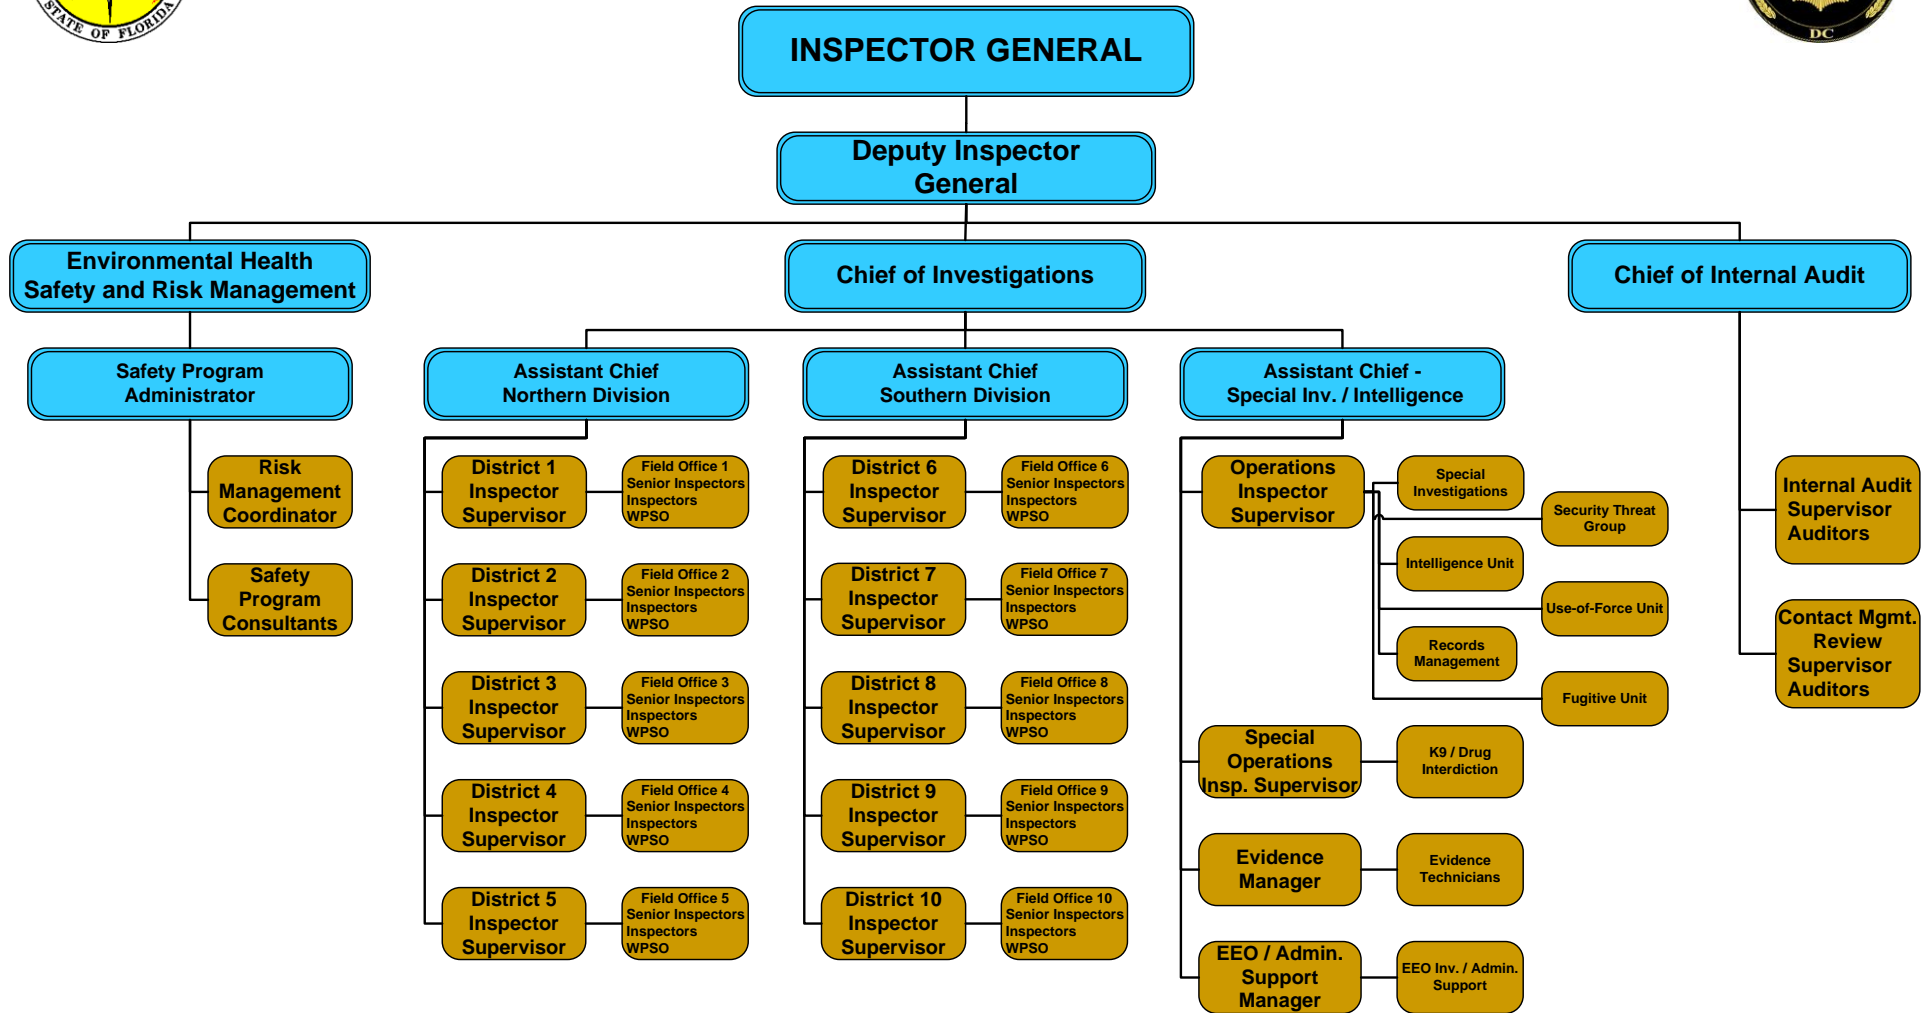 STATE OF FLORIDA
DC
INSPECTOR GENERAL
Deputy Inspector
General
Environmental Health
Safety and Risk Management
Chief of Investigations
Chief of Internal Audit
Safety Program
Administrator
Assistant Chief
Northern Division
Assistant Chief
Southern Division
Assistant Chief -
Special Inv. / Intelligence
Risk
Management
Coordinator
Safety
Program
Consultants
District 1
Inspector
Supervisor
Field Office 1
Senior Inspectors
Inspectors
WPSO
District 2
Inspector
Supervisor
Field Office 2
Senior Inspectors
Inspectors
WPSO
District 3
Inspector
Supervisor
Field Office 3
Senior Inspectors
Inspectors
WPSO
District 4
Inspector
Supervisor
Field Office 4
Senior Inspectors
Inspectors
WPSO
District 5
Inspector
Supervisor
Field Office 5
Senior Inspectors
Inspectors
WPSO
District 6
Inspector
Supervisor
Field Office 6
Senior Inspectors
Inspectors
WPSO
District 7
Inspector
Supervisor
Field Office 7
Senior Inspectors
Inspectors
WPSO
District 8
Inspector
Supervisor
Field Office 8
Senior Inspectors
Inspectors
WPSO
District 9
Inspector
Supervisor
Field Office 9
Senior Inspectors
Inspectors
WPSO
District 10
Inspector
Supervisor
Field Office 10
Senior Inspectors
Inspectors
WPSO
Operations
Inspector
Supervisor
Special
Investigations
Security Threat
Group
Intelligence Unit
Use-of-Force Unit
Records
Management
Fugitive Unit
Special
Operations
Insp. Supervisor
K9 / Drug
Interdiction
Evidence
Manager
Evidence
Technicians
EEO / Admin.
Support
Manager
EEO Inv. / Admin.
Support
Internal Audit
Supervisor
Auditors
Contact Mgmt.
Review
Supervisor
Auditors